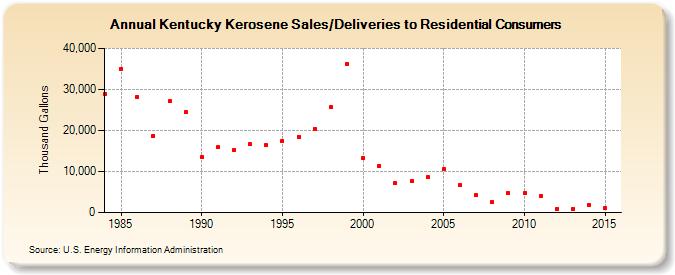 Annual Kentucky Kerosene Sales/Deliveries to Residential Consumers
Thousand Gallons
40,000
30,000
20,000
10,000
0
1985 1990 1995 2000 2005 2010 2015
Source: U.S. Energy Information Administration